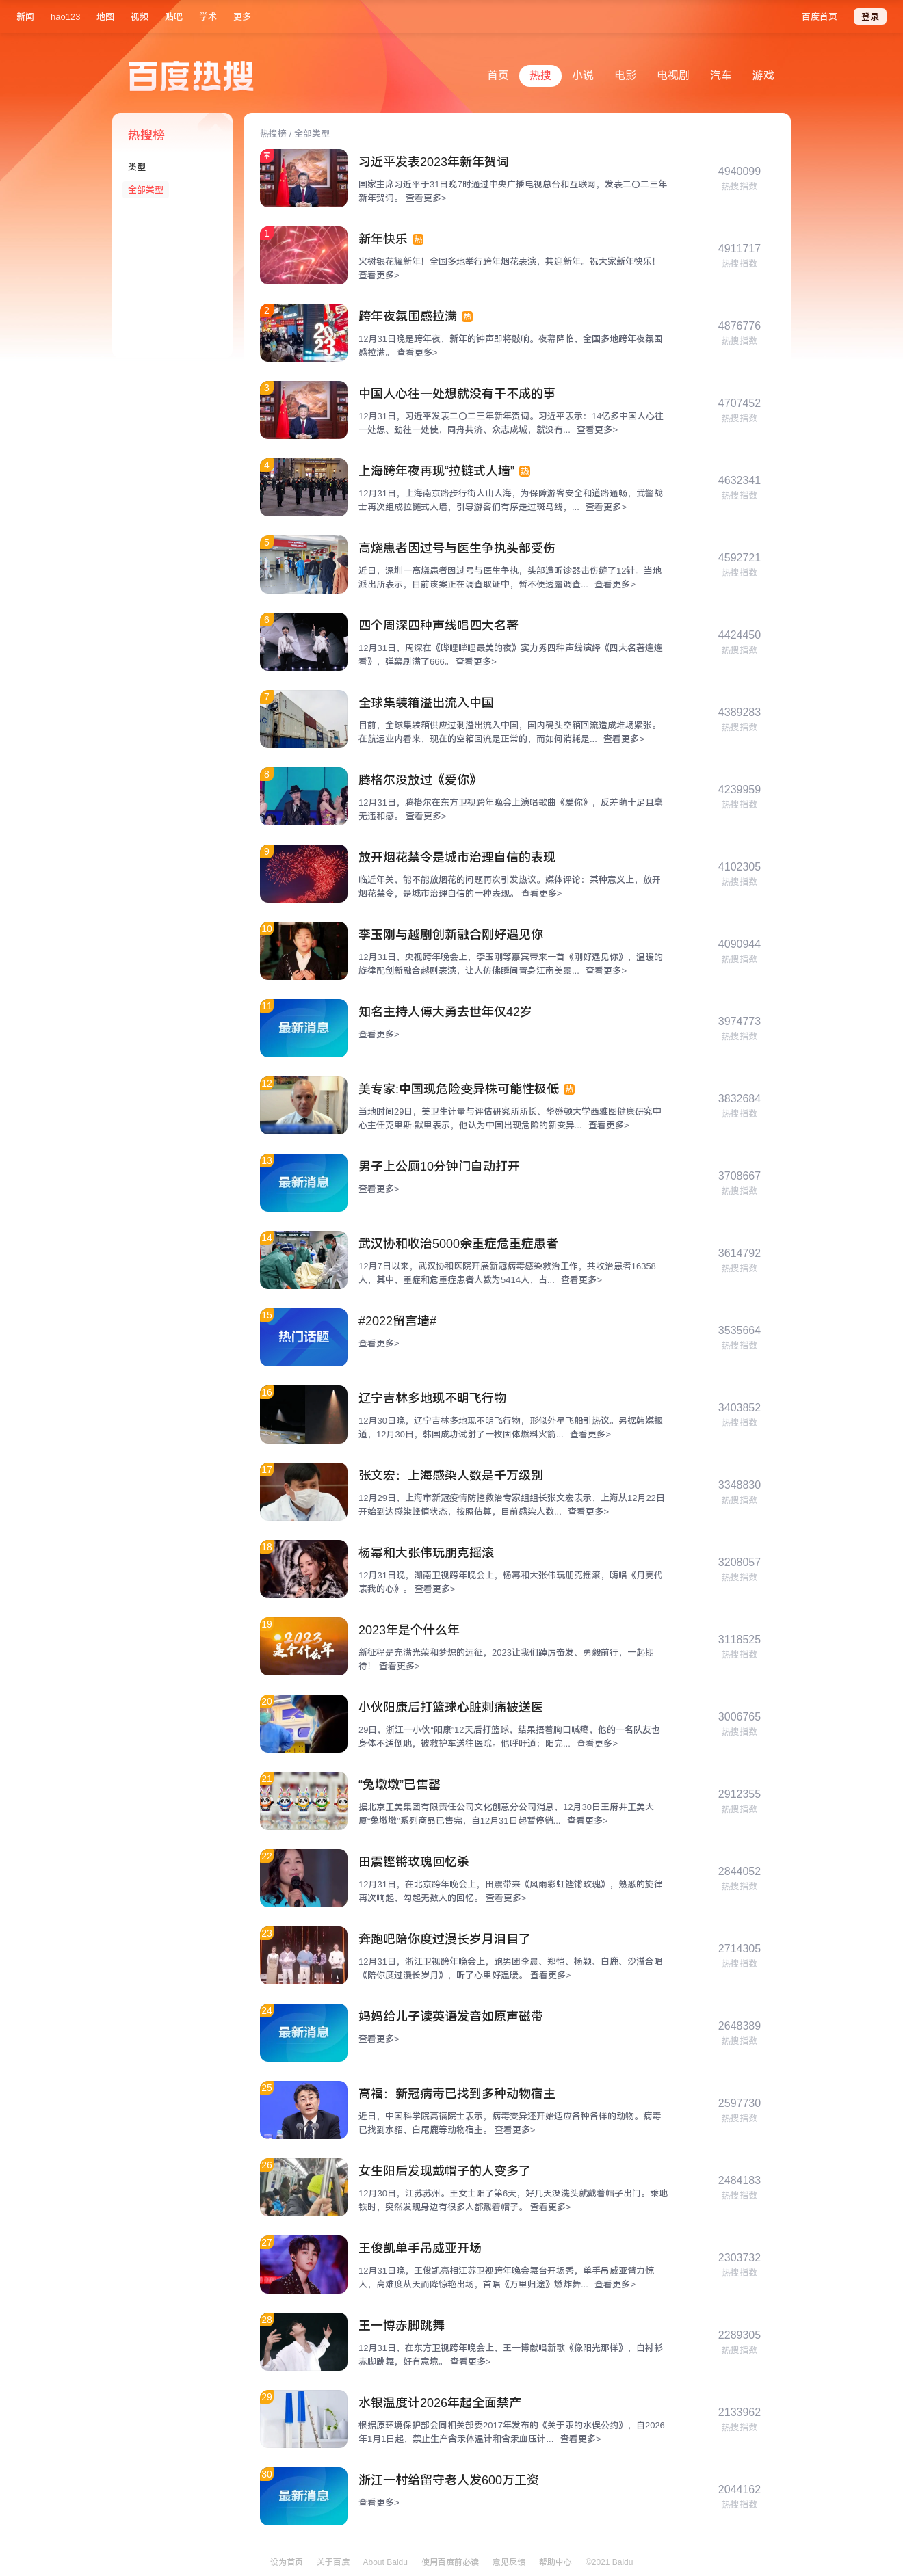 新闻 hao123 地图 视频 贴吧 学术 更多 百度首页 登录
百度热搜
首页 热搜 小说 电影 电视剧 汽车 游戏
热搜榜
类型
全部类型
热搜榜 / 全部类型
习近平发表2023年新年贺词
国家主席习近平于31日晚7时通过中央广播电视总台和互联网，发表二〇二三年
新年贺词。 查看更多>
4940099
热搜指数
1
新年快乐 热
火树银花耀新年！全国多地举行跨年烟花表演，共迎新年。祝大家新年快乐！
查看更多>
4911717
热搜指数
2
跨年夜氛围感拉满 热
12月31日晚是跨年夜，新年的钟声即将敲响。夜幕降临，全国多地跨年夜氛围
感拉满。 查看更多>
4876776
热搜指数
3
中国人心往一处想就没有干不成的事
12月31日，习近平发表二〇二三年新年贺词。习近平表示：14亿多中国人心往
一处想、劲往一处使，同舟共济、众志成城，就没有... 查看更多>
4707452
热搜指数
4
上海跨年夜再现“拉链式人墙” 热
12月31日，上海南京路步行街人山人海，为保障游客安全和道路通畅，武警战
士再次组成拉链式人墙，引导游客们有序走过斑马线，... 查看更多>
4632341
热搜指数
5
高烧患者因过号与医生争执头部受伤
近日，深圳一高烧患者因过号与医生争执，头部遭听诊器击伤缝了12针。当地
派出所表示，目前该案正在调查取证中，暂不便透露调查... 查看更多>
4592721
热搜指数
6
四个周深四种声线唱四大名著
12月31日，周深在《哔哩哔哩最美的夜》实力秀四种声线演绎《四大名著连连
看》，弹幕刷满了666。 查看更多>
4424450
热搜指数
7
全球集装箱溢出流入中国
目前，全球集装箱供应过剩溢出流入中国，国内码头空箱回流造成堆场紧张。
在航运业内看来，现在的空箱回流是正常的，而如何消耗是... 查看更多>
4389283
热搜指数
8
腾格尔没放过《爱你》
12月31日，腾格尔在东方卫视跨年晚会上演唱歌曲《爱你》，反差萌十足且毫
无违和感。 查看更多>
4239959
热搜指数
9
放开烟花禁令是城市治理自信的表现
临近年关，能不能放烟花的问题再次引发热议。媒体评论：某种意义上，放开
烟花禁令，是城市治理自信的一种表现。 查看更多>
4102305
热搜指数
10
李玉刚与越剧创新融合刚好遇见你
12月31日，央视跨年晚会上，李玉刚等嘉宾带来一首《刚好遇见你》，温暖的
旋律配创新融合越剧表演，让人仿佛瞬间置身江南美景... 查看更多>
4090944
热搜指数
11
最新消息
知名主持人傅大勇去世年仅42岁
查看更多>
3974773
热搜指数
12
美专家:中国现危险变异株可能性极低 热
当地时间29日，美卫生计量与评估研究所所长、华盛顿大学西雅图健康研究中
心主任克里斯·默里表示，他认为中国出现危险的新变异... 查看更多>
3832684
热搜指数
13
最新消息
男子上公厕10分钟门自动打开
查看更多>
3708667
热搜指数
14
武汉协和收治5000余重症危重症患者
12月7日以来，武汉协和医院开展新冠病毒感染救治工作，共收治患者16358
人，其中，重症和危重症患者人数为5414人，占... 查看更多>
3614792
热搜指数
15
热门话题
#2022留言墙#
查看更多>
3535664
热搜指数
16
辽宁吉林多地现不明飞行物
12月30日晚，辽宁吉林多地现不明飞行物，形似外星飞船引热议。另据韩媒报
道，12月30日，韩国成功试射了一枚固体燃料火箭... 查看更多>
3403852
热搜指数
17
张文宏：上海感染人数是千万级别
12月29日，上海市新冠疫情防控救治专家组组长张文宏表示，上海从12月22日
开始到达感染峰值状态，按照估算，目前感染人数... 查看更多>
3348830
热搜指数
18
杨幂和大张伟玩朋克摇滚
12月31日晚，湖南卫视跨年晚会上，杨幂和大张伟玩朋克摇滚，嗨唱《月亮代
表我的心》。 查看更多>
3208057
热搜指数
19
2023 是个什么年
2023年是个什么年
新征程是充满光荣和梦想的远征，2023让我们踔厉奋发、勇毅前行，一起期
待！ 查看更多>
3118525
热搜指数
20
小伙阳康后打篮球心脏刺痛被送医
29日，浙江一小伙“阳康”12天后打篮球，结果捂着胸口喊疼，他的一名队友也
身体不适倒地，被救护车送往医院。他呼吁道：阳完... 查看更多>
3006765
热搜指数
21
“兔墩墩”已售罄
据北京工美集团有限责任公司文化创意分公司消息，12月30日王府井工美大
厦“兔墩墩”系列商品已售完，自12月31日起暂停销... 查看更多>
2912355
热搜指数
22
田震铿锵玫瑰回忆杀
12月31日，在北京跨年晚会上，田震带来《风雨彩虹铿锵玫瑰》，熟悉的旋律
再次响起，勾起无数人的回忆。 查看更多>
2844052
热搜指数
23
奔跑吧陪你度过漫长岁月泪目了
12月31日，浙江卫视跨年晚会上，跑男团李晨、郑恺、杨颖、白鹿、沙溢合唱
《陪你度过漫长岁月》，听了心里好温暖。 查看更多>
2714305
热搜指数
24
最新消息
妈妈给儿子读英语发音如原声磁带
查看更多>
2648389
热搜指数
25
高福：新冠病毒已找到多种动物宿主
近日，中国科学院高福院士表示，病毒变异还开始适应各种各样的动物。病毒
已找到水貂、白尾鹿等动物宿主。 查看更多>
2597730
热搜指数
26
女生阳后发现戴帽子的人变多了
12月30日，江苏苏州。王女士阳了第6天，好几天没洗头就戴着帽子出门。乘地
铁时，突然发现身边有很多人都戴着帽子。 查看更多>
2484183
热搜指数
27
王俊凯单手吊威亚开场
12月31日晚，王俊凯亮相江苏卫视跨年晚会舞台开场秀，单手吊威亚臂力惊
人，高难度从天而降惊艳出场，首唱《万里归途》燃炸舞... 查看更多>
2303732
热搜指数
28
王一博赤脚跳舞
12月31日，在东方卫视跨年晚会上，王一博献唱新歌《像阳光那样》，白衬衫
赤脚跳舞，好有意境。 查看更多>
2289305
热搜指数
29
水银温度计2026年起全面禁产
根据原环境保护部会同相关部委2017年发布的《关于汞的水俣公约》，自2026
年1月1日起，禁止生产含汞体温计和含汞血压计... 查看更多>
2133962
热搜指数
30
最新消息
浙江一村给留守老人发600万工资
查看更多>
2044162
热搜指数
设为首页 关于百度 About Baidu 使用百度前必读 意见反馈 帮助中心 ©2021 Baidu